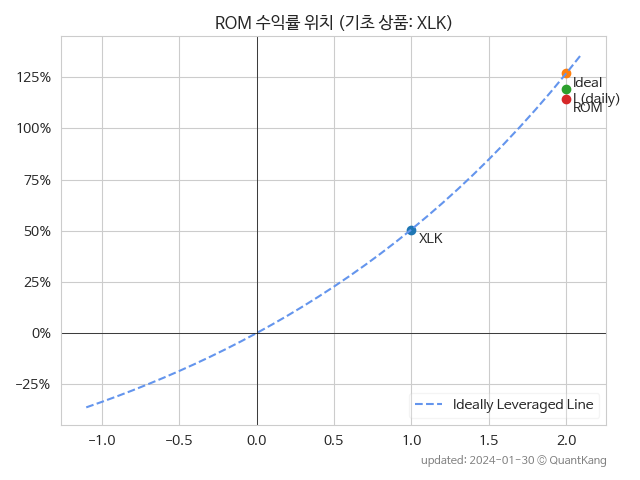 ROM 수익률 위치 (기초 상품: XLK)
125%
100%
75%
50%
25%
0%
−25%
Ideal
I (daily)
ROM
XLK
Ideally Leveraged Line
−1.0 −0.5 0.0 0.5 1.0 1.5 2.0
updated: 2024-01-30 © QuantKang